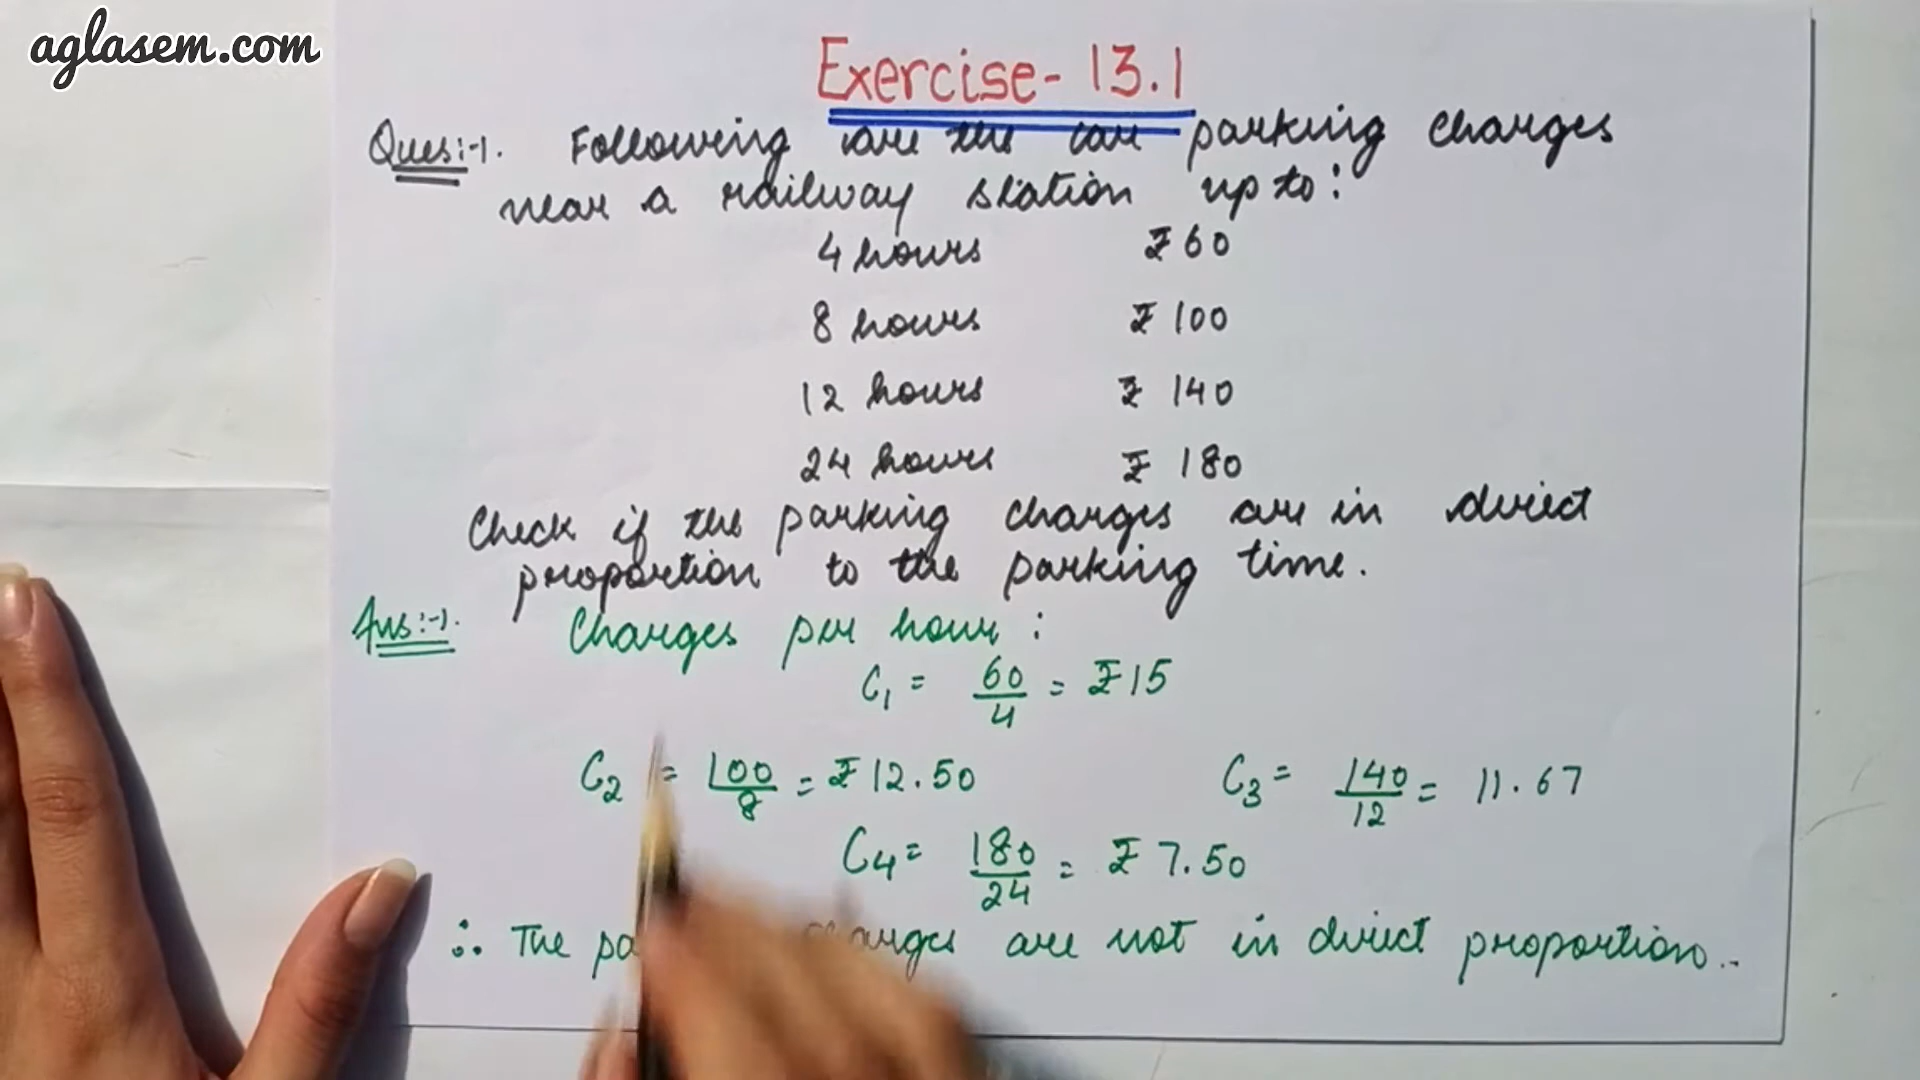 aglasem.com
Exercise - 13.1
Ques:-1. Following are the car parking charges
near a railway station up to:
4 hours ₹ 60
8 hours ₹ 100
12 hours ₹ 140
24 hours ₹ 180
Check if the parking charges are in direct
proportion to the parking time.
Ans:-1. Charges per hour:
C₁ = 60/4 = ₹ 15
C₂ = 100/8 = ₹ 12.50 C₃ = 140/12 = 11.67
C₄ = 180/24 = ₹ 7.50
∴ The charges are not in direct proportion..